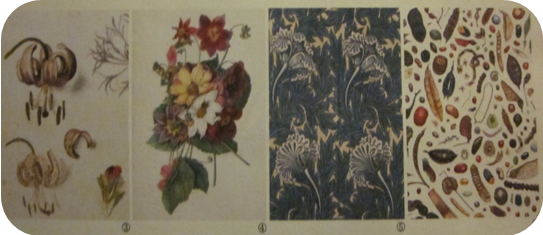 ③ ④ ⑤